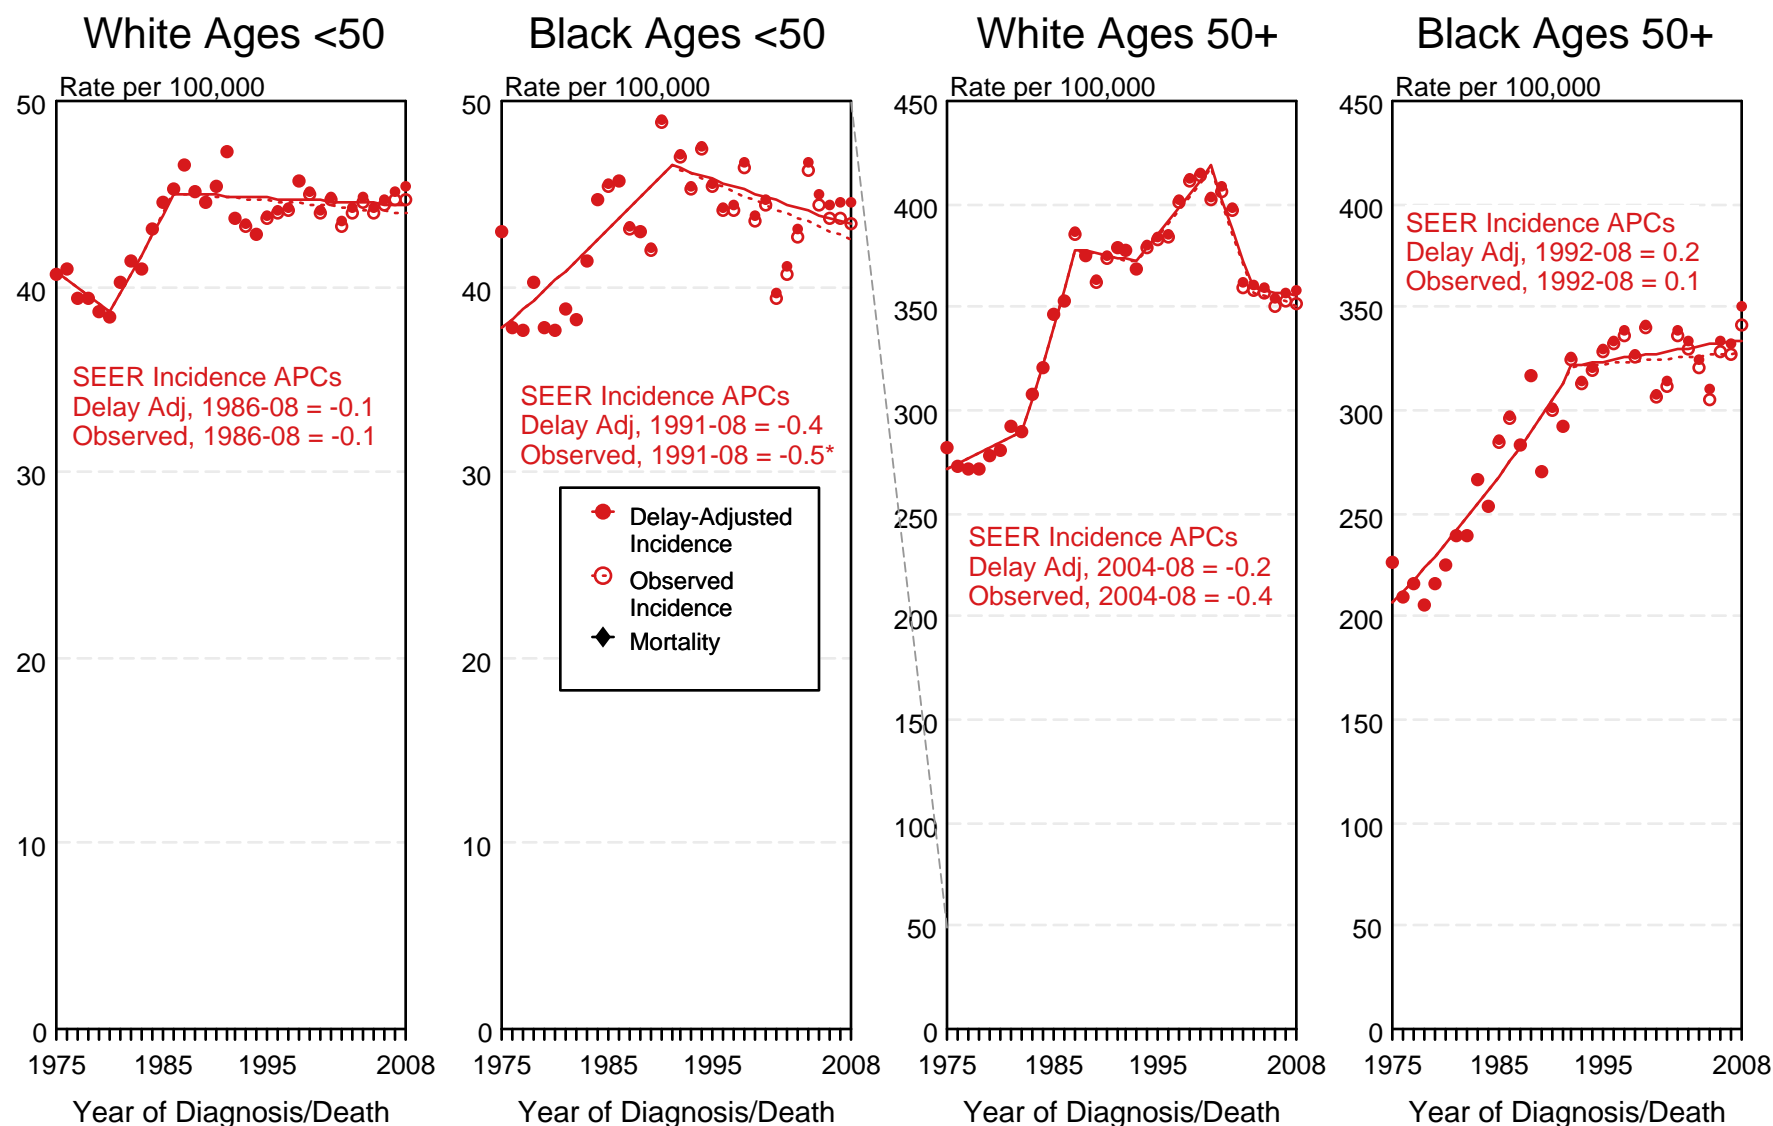 White Ages <50
Rate per 100,000
50
40
30
20
10
0
SEER Incidence APCs
Delay Adj, 1986-08 = -0.1
Observed, 1986-08 = -0.1
1975 1985 1995 2008
Year of Diagnosis/Death
Black Ages <50
Rate per 100,000
50
40
30
20
10
0
SEER Incidence APCs
Delay Adj, 1991-08 = -0.4
Observed, 1991-08 = -0.5*
Delay-Adjusted
Incidence
Observed
Incidence
Mortality
1975 1985 1995 2008
Year of Diagnosis/Death
White Ages 50+
Rate per 100,000
450
400
350
300
250
200
150
100
50
0
SEER Incidence APCs
Delay Adj, 2004-08 = -0.2
Observed, 2004-08 = -0.4
1975 1985 1995 2008
Year of Diagnosis/Death
Black Ages 50+
Rate per 100,000
450
400
350
300
250
200
150
100
50
0
SEER Incidence APCs
Delay Adj, 1992-08 = 0.2
Observed, 1992-08 = 0.1
1975 1985 1995 2008
Year of Diagnosis/Death